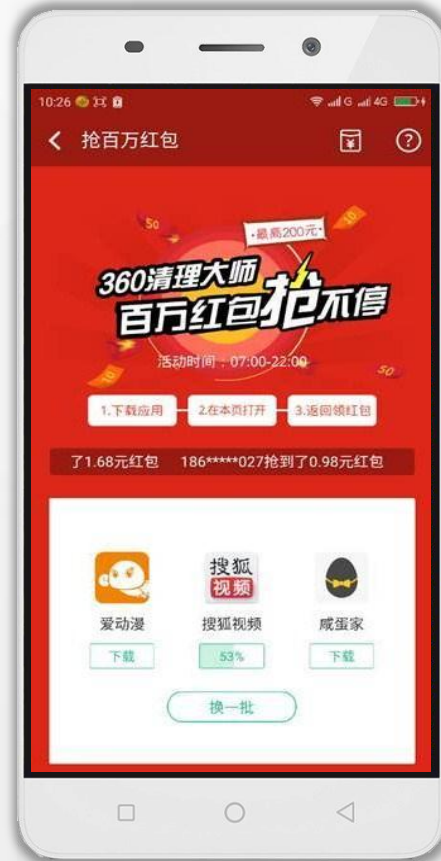 10:26 G 4G
抢百万红包
50 10
·最高200元·
360清理大师
百万红包抢不停
活动时间：07:00-22:00
10 50
1.下载应用 2.在本页打开 3.返回领红包
了1.68元红包 186*****027抢到了0.98元红包
搜狐
视频
爱动漫 搜狐视频 咸蛋家
下载 53% 下载
换一批